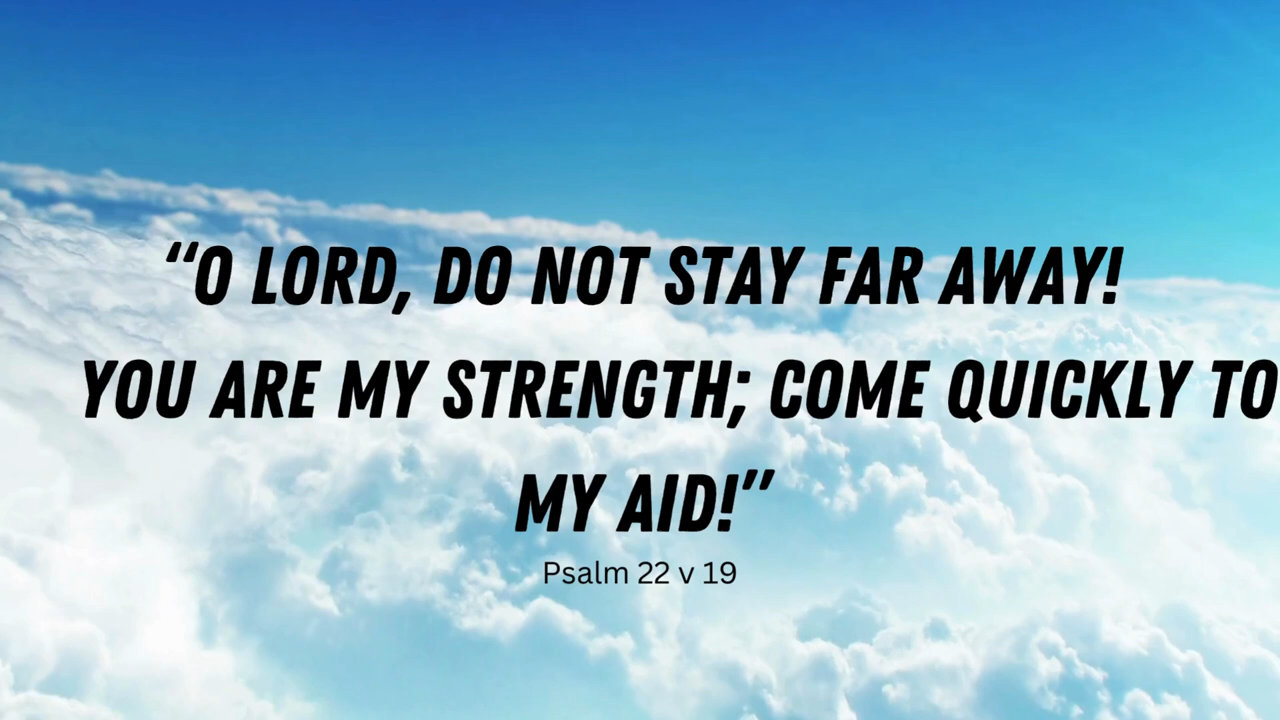 “O LORD, DO NOT STAY FAR AWAY!
YOU ARE MY STRENGTH; COME QUICKLY TO
MY AID!”
Psalm 22 v 19